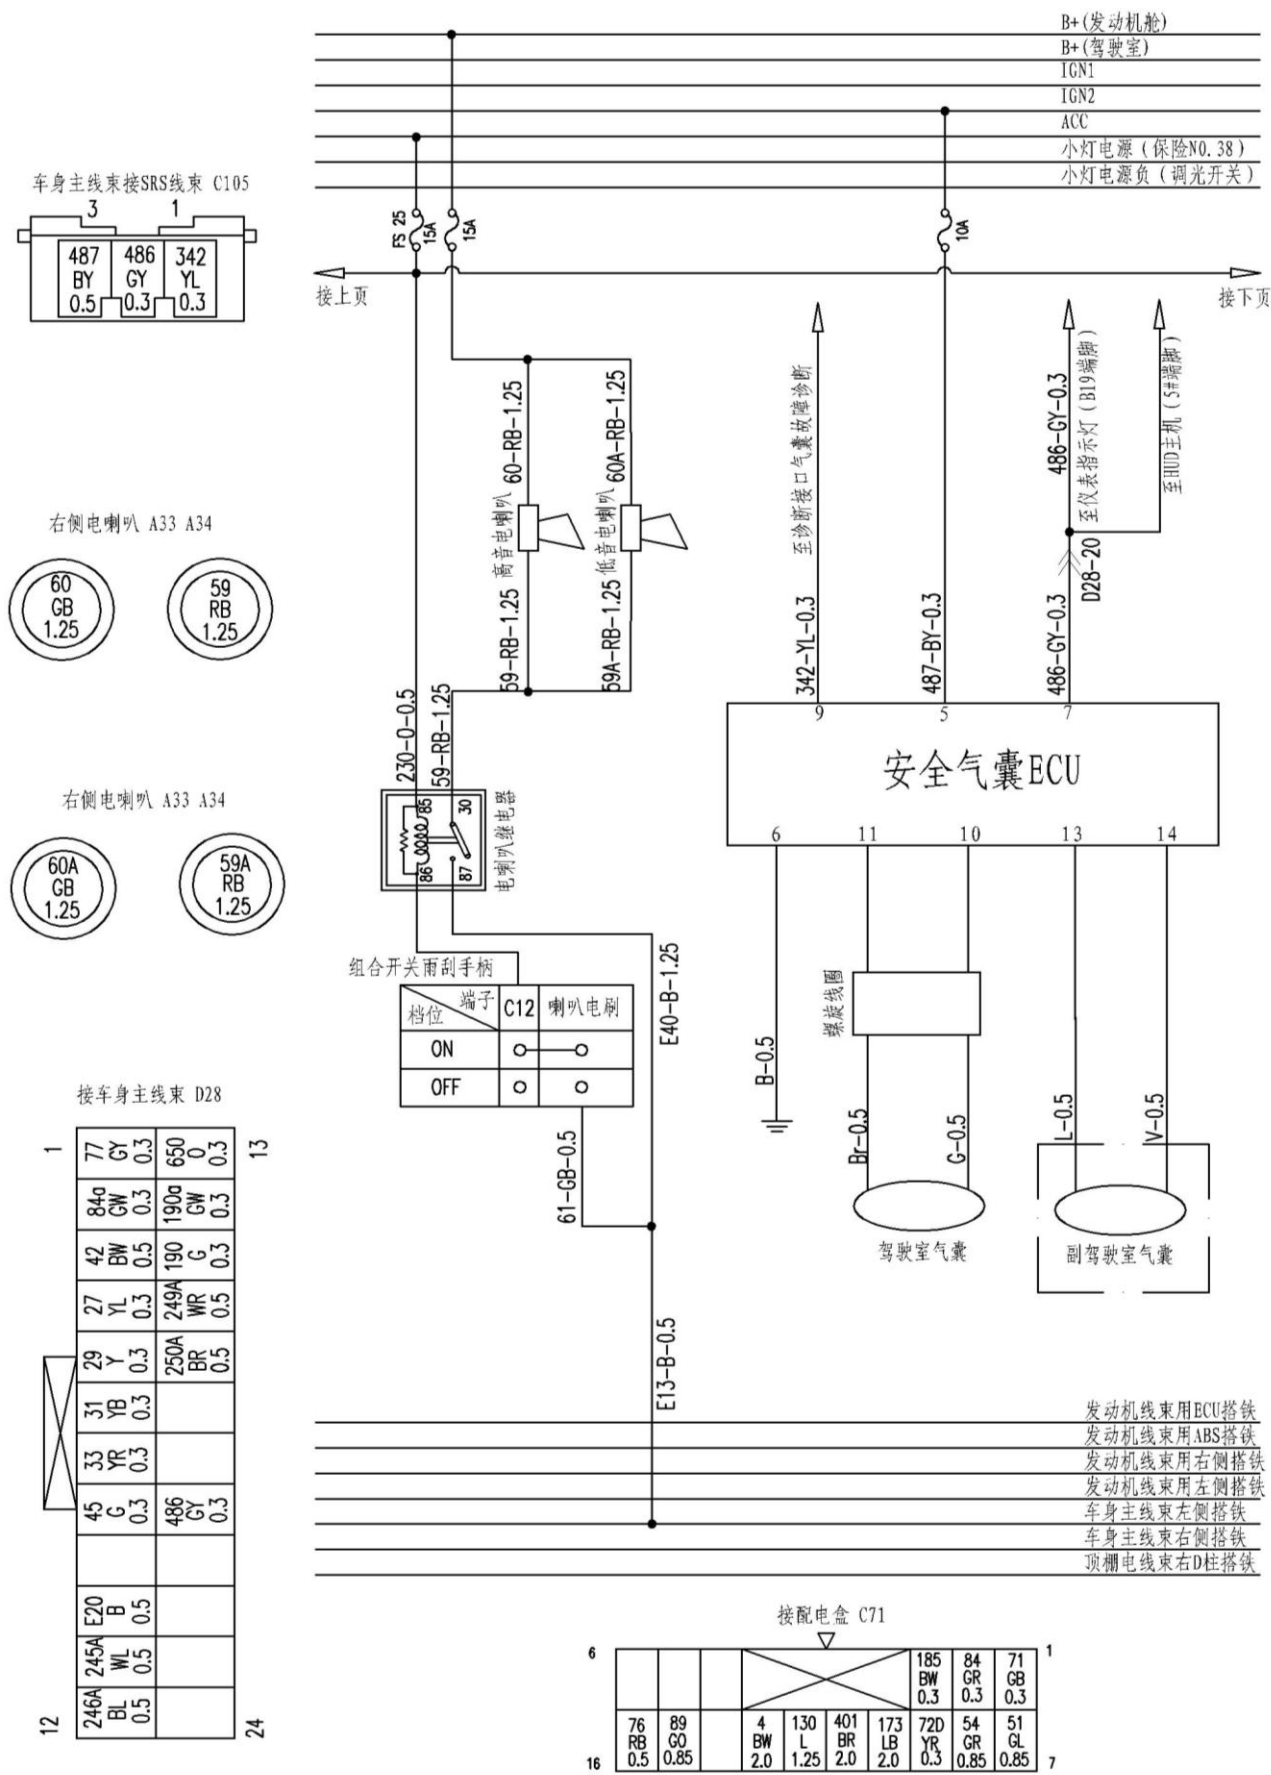 B+(发动机舱)
B+(驾驶室)
IGN1
IGN2
ACC
小灯电源（保险N0.38）
小灯电源负（调光开关）
车身主线束接SRS线束 C105
3 1
487 486 342
BY GY YL
0.5 0.3 0.3
FS 25
15A
15A
10A
接上页
接下页
右侧电喇叭 A33 A34
60
GB
1.25
59
RB
1.25
右侧电喇叭 A33 A34
60A
GB
1.25
59A
RB
1.25
60-RB-1.25
60A-RB-1.25
高音电喇叭
低音电喇叭
59-RB-1.25
59A-RB-1.25
230-O-0.5
59-RB-1.25
85 30
86 87
电喇叭继电器
至诊断接口气囊故障诊断
486-GY-0.3
至仪表指示灯（B19端脚）
至HUD主机（5#端脚）
D28-20
342-YL-0.3
487-BY-0.3
486-GY-0.3
9 5 7
安全气囊ECU
6 11 10 13 14
组合开关雨刮手柄
端子
档位
C12 喇叭电刷
ON
OFF
E40-B-1.25
61-GB-0.5
E13-B-0.5
螺旋线圈
B-0.5
Br-0.5
G-0.5
L-0.5
V-0.5
驾驶室气囊
副驾驶室气囊
接车身主线束 D28
1 13
77 GY 0.3 650 O 0.3
84a GW 0.3 190a GW 0.3
42 BW 0.5 190 G 0.3
27 YL 0.3 249A WR 0.5
29 Y 0.3 250A BR 0.5
31 YB 0.3
33 YR 0.3
45 G 0.3 486 GY 0.3
E20 B 0.5
245A WL 0.5
246A BL 0.5
12 24
发动机线束用ECU搭铁
发动机线束用ABS搭铁
发动机线束用右侧搭铁
发动机线束用左侧搭铁
车身主线束左侧搭铁
车身主线束右侧搭铁
顶棚电线束右D柱搭铁
接配电盒 C71
6 1
185 84 71
BW GR GB
0.3 0.3 0.3
76 89 4 130 401 173 72D 54 51
RB GO BW L BR LB YR GR GL
0.5 0.85 2.0 1.25 2.0 2.0 0.3 0.85 0.85
16 7